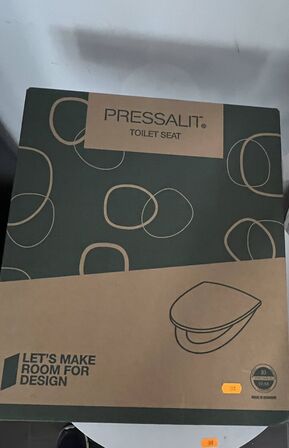 PRESSALIT®
TOILET SEAT
LET'S MAKE
ROOM FOR
DESIGN